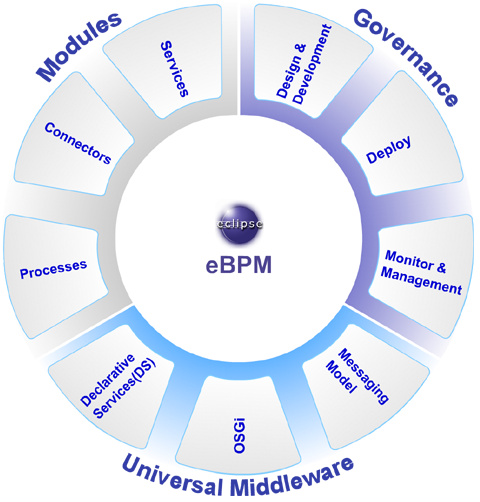 Modules
Services
Connectors
Processes
Governance
Design &
Development
Deploy
Monitor &
Management
eclipse
eBPM
Declarative
Services(DS)
OSGi
Messaging
Model
Universal Middleware